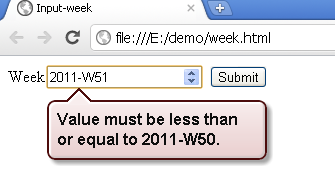 Input-week
file:///E:/demo/week.html
Week 2011-W51 Submit
Value must be less than
or equal to 2011-W50.